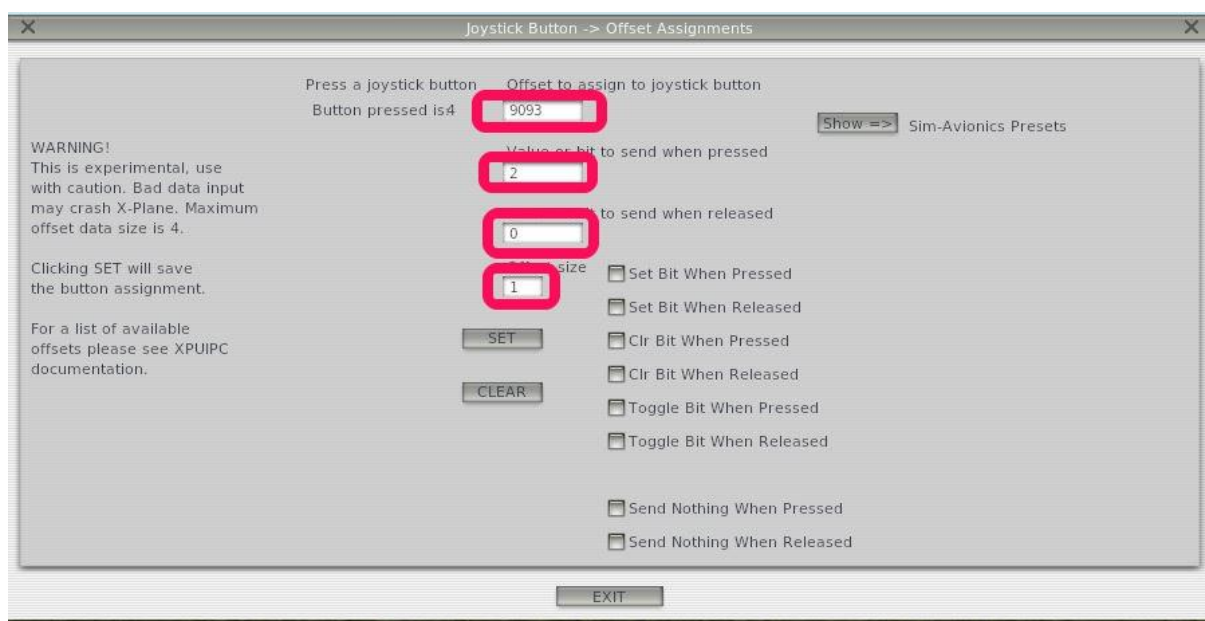 Joystick Button -> Offset Assignments
Press a joystick button
Offset to assign to joystick button
Button pressed is4
9093
Show =>
Sim-Avionics Presets
WARNING!
This is experimental, use
with caution. Bad data input
may crash X-Plane. Maximum
offset data size is 4.
Clicking SET will save
the button assignment.
For a list of available
offsets please see XPUIPC
documentation.
Value or bit to send when pressed
2
to send when released
0
size
1
SET
CLEAR
Set Bit When Pressed
Set Bit When Released
Clr Bit When Pressed
Clr Bit When Released
Toggle Bit When Pressed
Toggle Bit When Released
Send Nothing When Pressed
Send Nothing When Released
EXIT